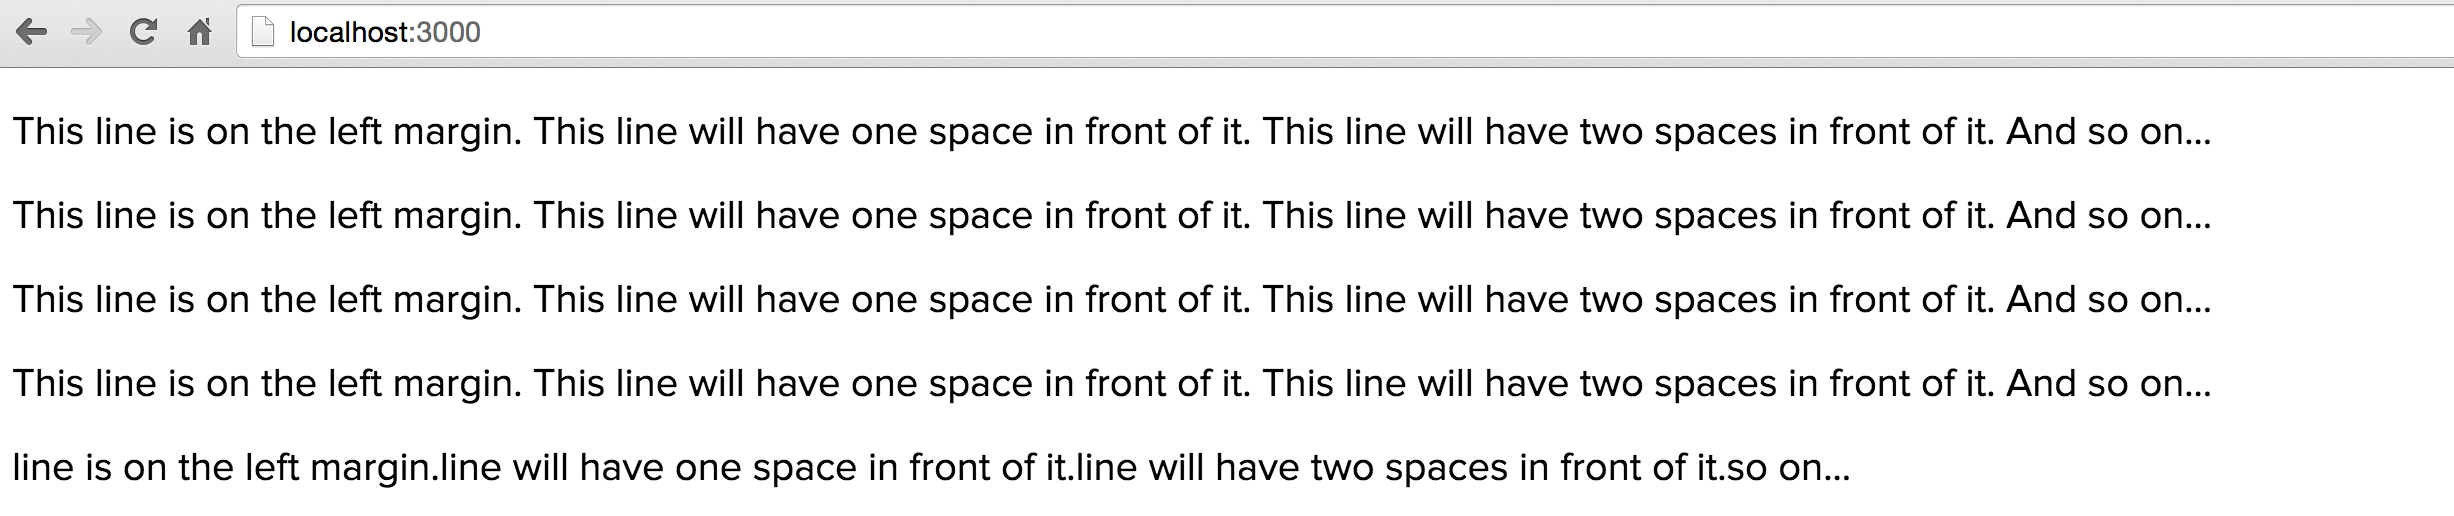 localhost:3000
This line is on the left margin. This line will have one space in front of it. This line will have two spaces in front of it. And so on...
This line is on the left margin. This line will have one space in front of it. This line will have two spaces in front of it. And so on...
This line is on the left margin. This line will have one space in front of it. This line will have two spaces in front of it. And so on...
This line is on the left margin. This line will have one space in front of it. This line will have two spaces in front of it. And so on...
line is on the left margin.line will have one space in front of it.line will have two spaces in front of it.so on...